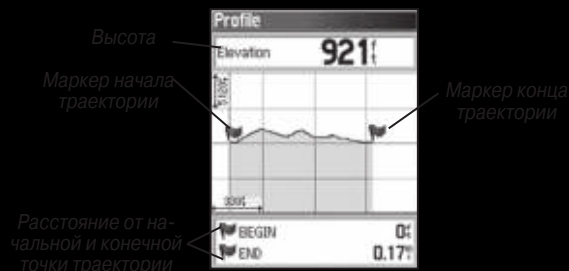 Profile
Высота
Elevation 921
Маркер начала
траектории
Маркер конца
траектории
Расстояние от на-
чальной и конечной
точки траектории
BEGIN 0
END 0.17